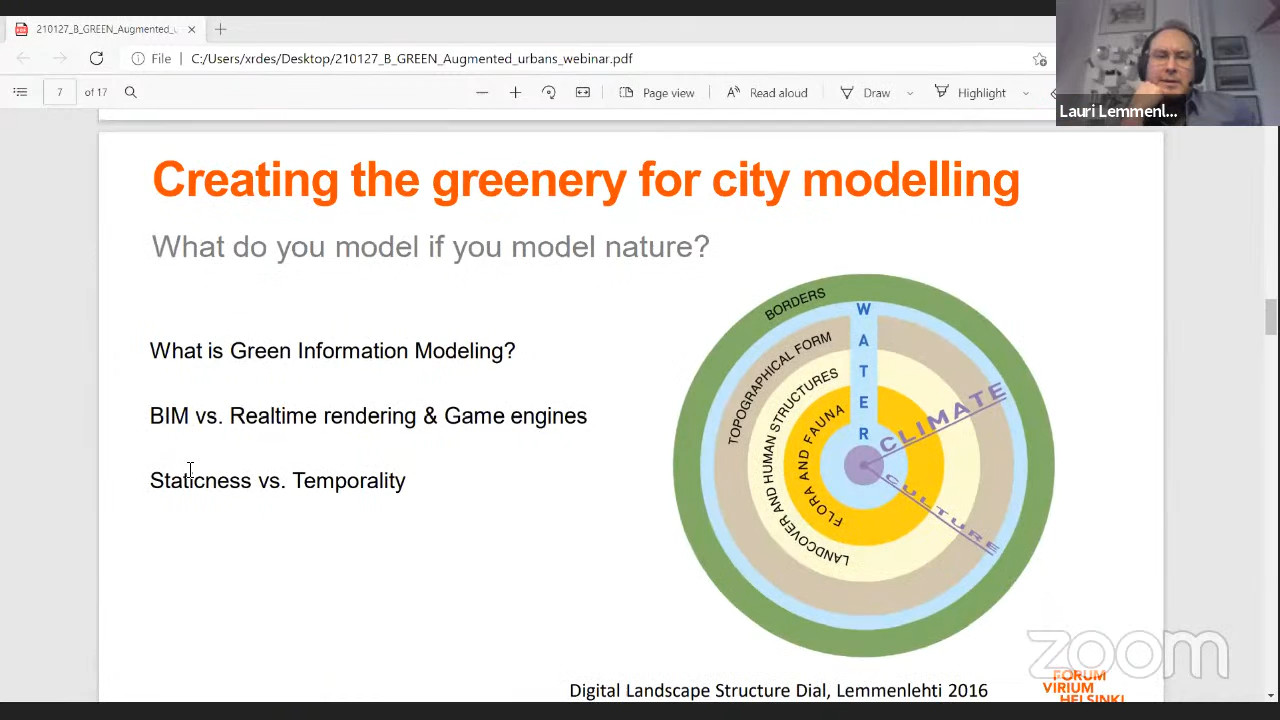 210127_B_GREEN_Augmented_u
File
C:/Users/xrdes/Desktop/210127_B_GREEN_Augmented_urbans_webinar.pdf
7 of 17
Page view
Read aloud
Draw
Highlight
Lauri Lemmenl...
Creating the greenery for city modelling
What do you model if you model nature?
What is Green Information Modeling?
BIM vs. Realtime rendering & Game engines
Staticness vs. Temporality
BORDERS
WATER
TOPOGRAPHICAL FORM
LANDCOVER AND HUMAN STRUCTURES
FLORA AND FAUNA
CLIMATE
CULTURE
Digital Landscape Structure Dial, Lemmenlehti 2016
zoom
FORUM
VIRIUM
HELSINKI